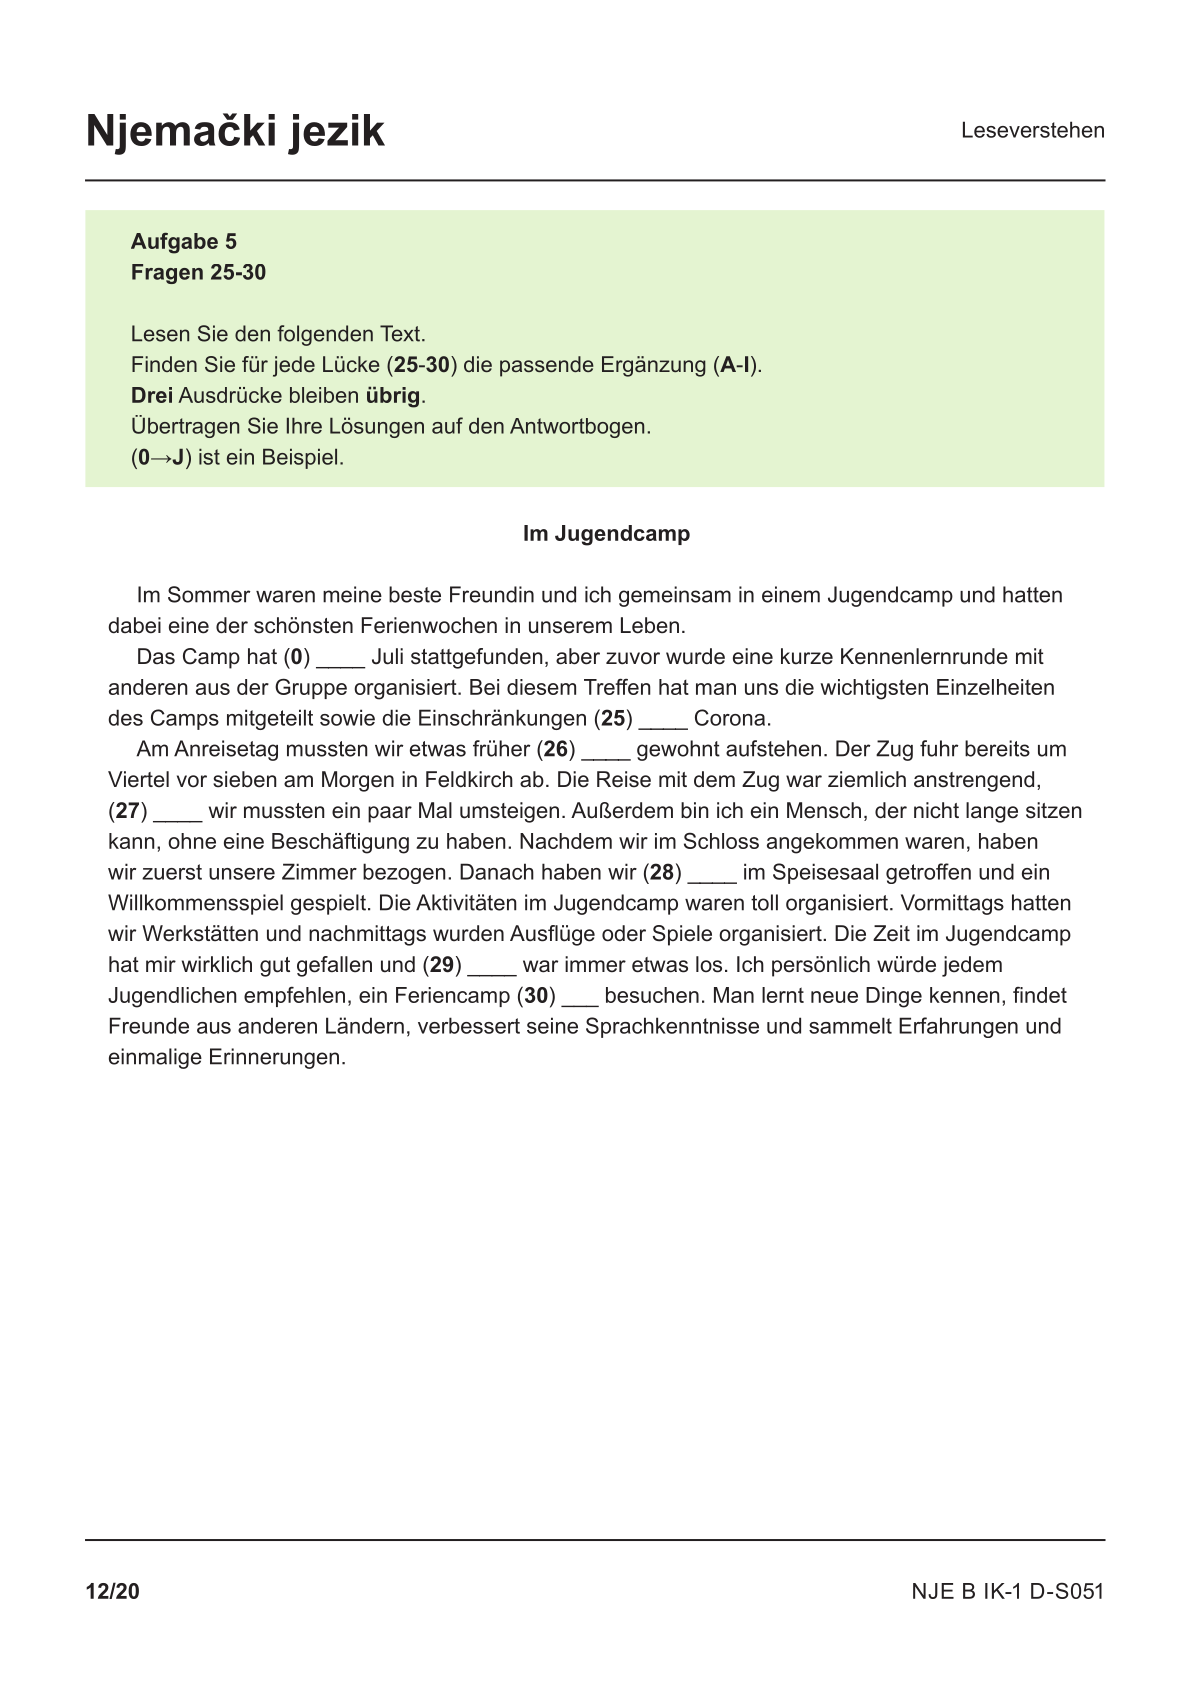 Njemački jezik
Leseverstehen
Aufgabe 5
Fragen 25-30
Lesen Sie den folgenden Text.
Finden Sie für jede Lücke (25-30) die passende Ergänzung (A-I).
Drei Ausdrücke bleiben übrig.
Übertragen Sie Ihre Lösungen auf den Antwortbogen.
(0→J) ist ein Beispiel.
Im Jugendcamp
Im Sommer waren meine beste Freundin und ich gemeinsam in einem Jugendcamp und hatten
dabei eine der schönsten Ferienwochen in unserem Leben.
Das Camp hat (0) ____ Juli stattgefunden, aber zuvor wurde eine kurze Kennenlernrunde mit
anderen aus der Gruppe organisiert. Bei diesem Treffen hat man uns die wichtigsten Einzelheiten
des Camps mitgeteilt sowie die Einschränkungen (25) ____ Corona.
Am Anreisetag mussten wir etwas früher (26) ____ gewohnt aufstehen. Der Zug fuhr bereits um
Viertel vor sieben am Morgen in Feldkirch ab. Die Reise mit dem Zug war ziemlich anstrengend,
(27) ____ wir mussten ein paar Mal umsteigen. Außerdem bin ich ein Mensch, der nicht lange sitzen
kann, ohne eine Beschäftigung zu haben. Nachdem wir im Schloss angekommen waren, haben
wir zuerst unsere Zimmer bezogen. Danach haben wir (28) ____ im Speisesaal getroffen und ein
Willkommensspiel gespielt. Die Aktivitäten im Jugendcamp waren toll organisiert. Vormittags hatten
wir Werkstätten und nachmittags wurden Ausflüge oder Spiele organisiert. Die Zeit im Jugendcamp
hat mir wirklich gut gefallen und (29) ____ war immer etwas los. Ich persönlich würde jedem
Jugendlichen empfehlen, ein Feriencamp (30) ___ besuchen. Man lernt neue Dinge kennen, findet
Freunde aus anderen Ländern, verbessert seine Sprachkenntnisse und sammelt Erfahrungen und
einmalige Erinnerungen.
12/20
NJE B IK-1 D-S051